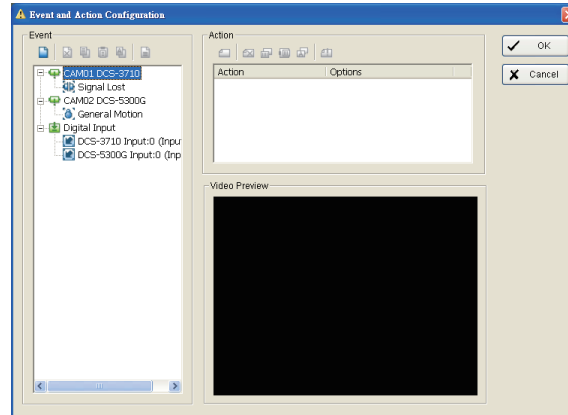 Event and Action Configuration
Event
CAM01 DCS-3710
Signal Lost
CAM02 DCS-5300G
General Motion
Digital Input
DCS-3710 Input:0 (Inpu
DCS-5300G Input:0 (Inp
Action
Action Options
Video Preview
OK
Cancel